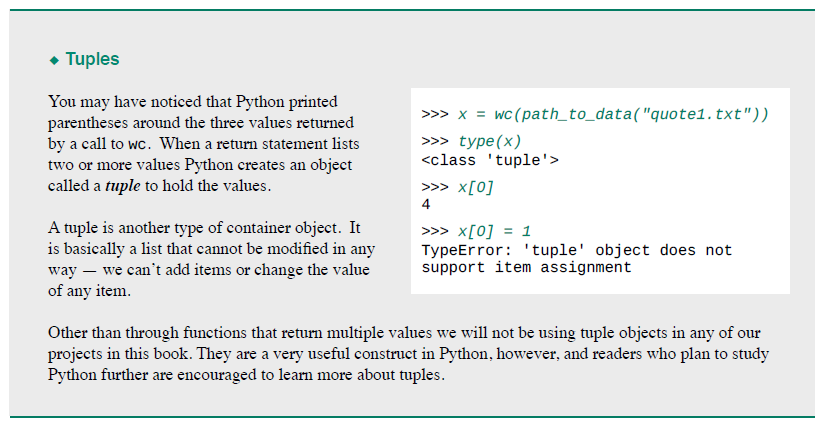 ◆ Tuples
You may have noticed that Python printed
parentheses around the three values returned
by a call to wc. When a return statement lists
two or more values Python creates an object
called a tuple to hold the values.
A tuple is another type of container object. It
is basically a list that cannot be modified in any
way — we can't add items or change the value
of any item.
>>> x = wc(path_to_data("quote1.txt"))
>>> type(x)
<class 'tuple'>
>>> x[0]
4
>>> x[0] = 1
TypeError: 'tuple' object does not
support item assignment
Other than through functions that return multiple values we will not be using tuple objects in any of our
projects in this book. They are a very useful construct in Python, however, and readers who plan to study
Python further are encouraged to learn more about tuples.